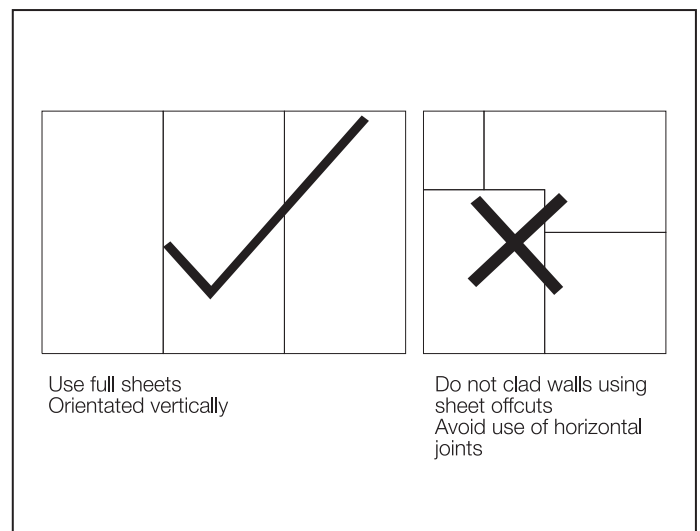 Use full sheets
Orientated vertically
Do not clad walls using
sheet offcuts
Avoid use of horizontal
joints